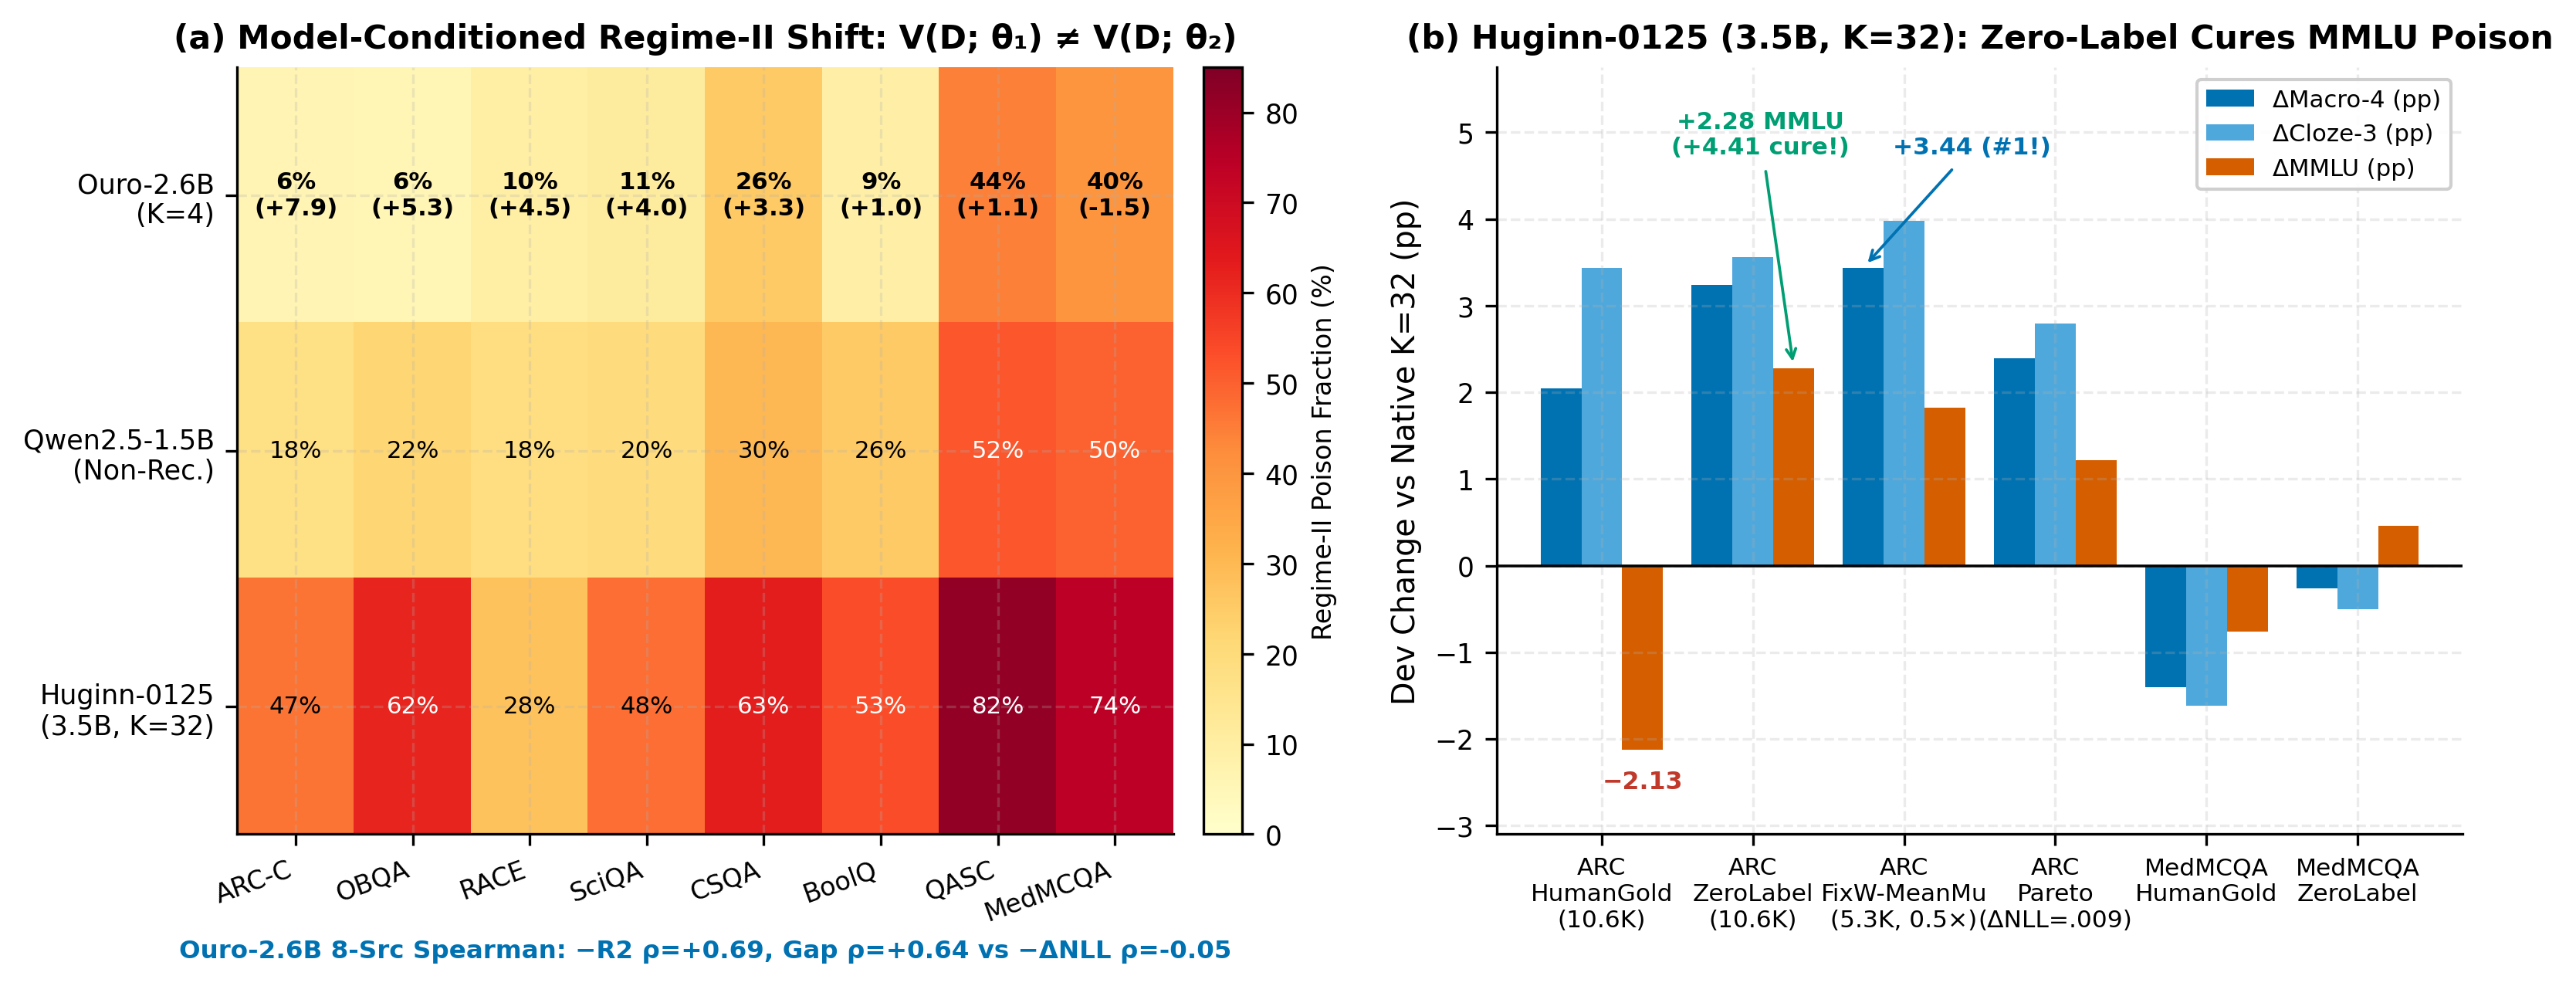 (a) Model-Conditioned Regime-II Shift: V(D; θ₁) ≠ V(D; θ₂)
Ouro-2.6B
(K=4)
Qwen2.5-1.5B
(Non-Rec.)
Huginn-0125
(3.5B, K=32)
6% 6% 10% 11% 26% 9% 44% 40%
(+7.9) (+5.3) (+4.5) (+4.0) (+3.3) (+1.0) (+1.1) (-1.5)
18% 22% 18% 20% 30% 26% 52% 50%
47% 62% 28% 48% 63% 53% 82% 74%
ARC-C OBQA RACE SciQA CSQA BoolQ QASC MedMCQA
Ouro-2.6B 8-Src Spearman: −R2 ρ=+0.69, Gap ρ=+0.64 vs −ΔNLL ρ=-0.05
80
70
60
50
40
30
20
10
0
Regime-II Poison Fraction (%)
(b) Huginn-0125 (3.5B, K=32): Zero-Label Cures MMLU Poison
Dev Change vs Native K=32 (pp)
5
4
3
2
1
0
−1
−2
−3
ΔMacro-4 (pp)
ΔCloze-3 (pp)
ΔMMLU (pp)
+2.28 MMLU
(+4.41 cure!)
+3.44 (#1!)
−2.13
ARC
HumanGold
(10.6K)
ARC
ZeroLabel
(10.6K)
ARC
FixW-MeanMu
(5.3K, 0.5×)
ARC
Pareto
(ΔNLL=.009)
MedMCQA
HumanGold
MedMCQA
ZeroLabel